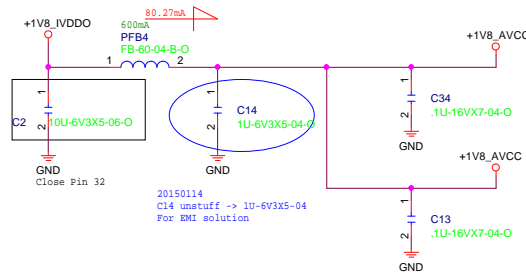 80.27mA
+1V8_IVDDO
600mA
+1V8_AVCC
PFB4
FB-60-04-B-O
1
2
1
C2
10U-6V3X5-06-O
2
GND
Close Pin 32
1
C14
1U-6V3X5-04-O
2
GND
1
C34
.1U-16VX7-04-O
2
GND
20150114
C14 unstuff -> 1U-6V3X5-04
For EMI solution
+1V8_AVCC
1
C13
.1U-16VX7-04-O
2
GND